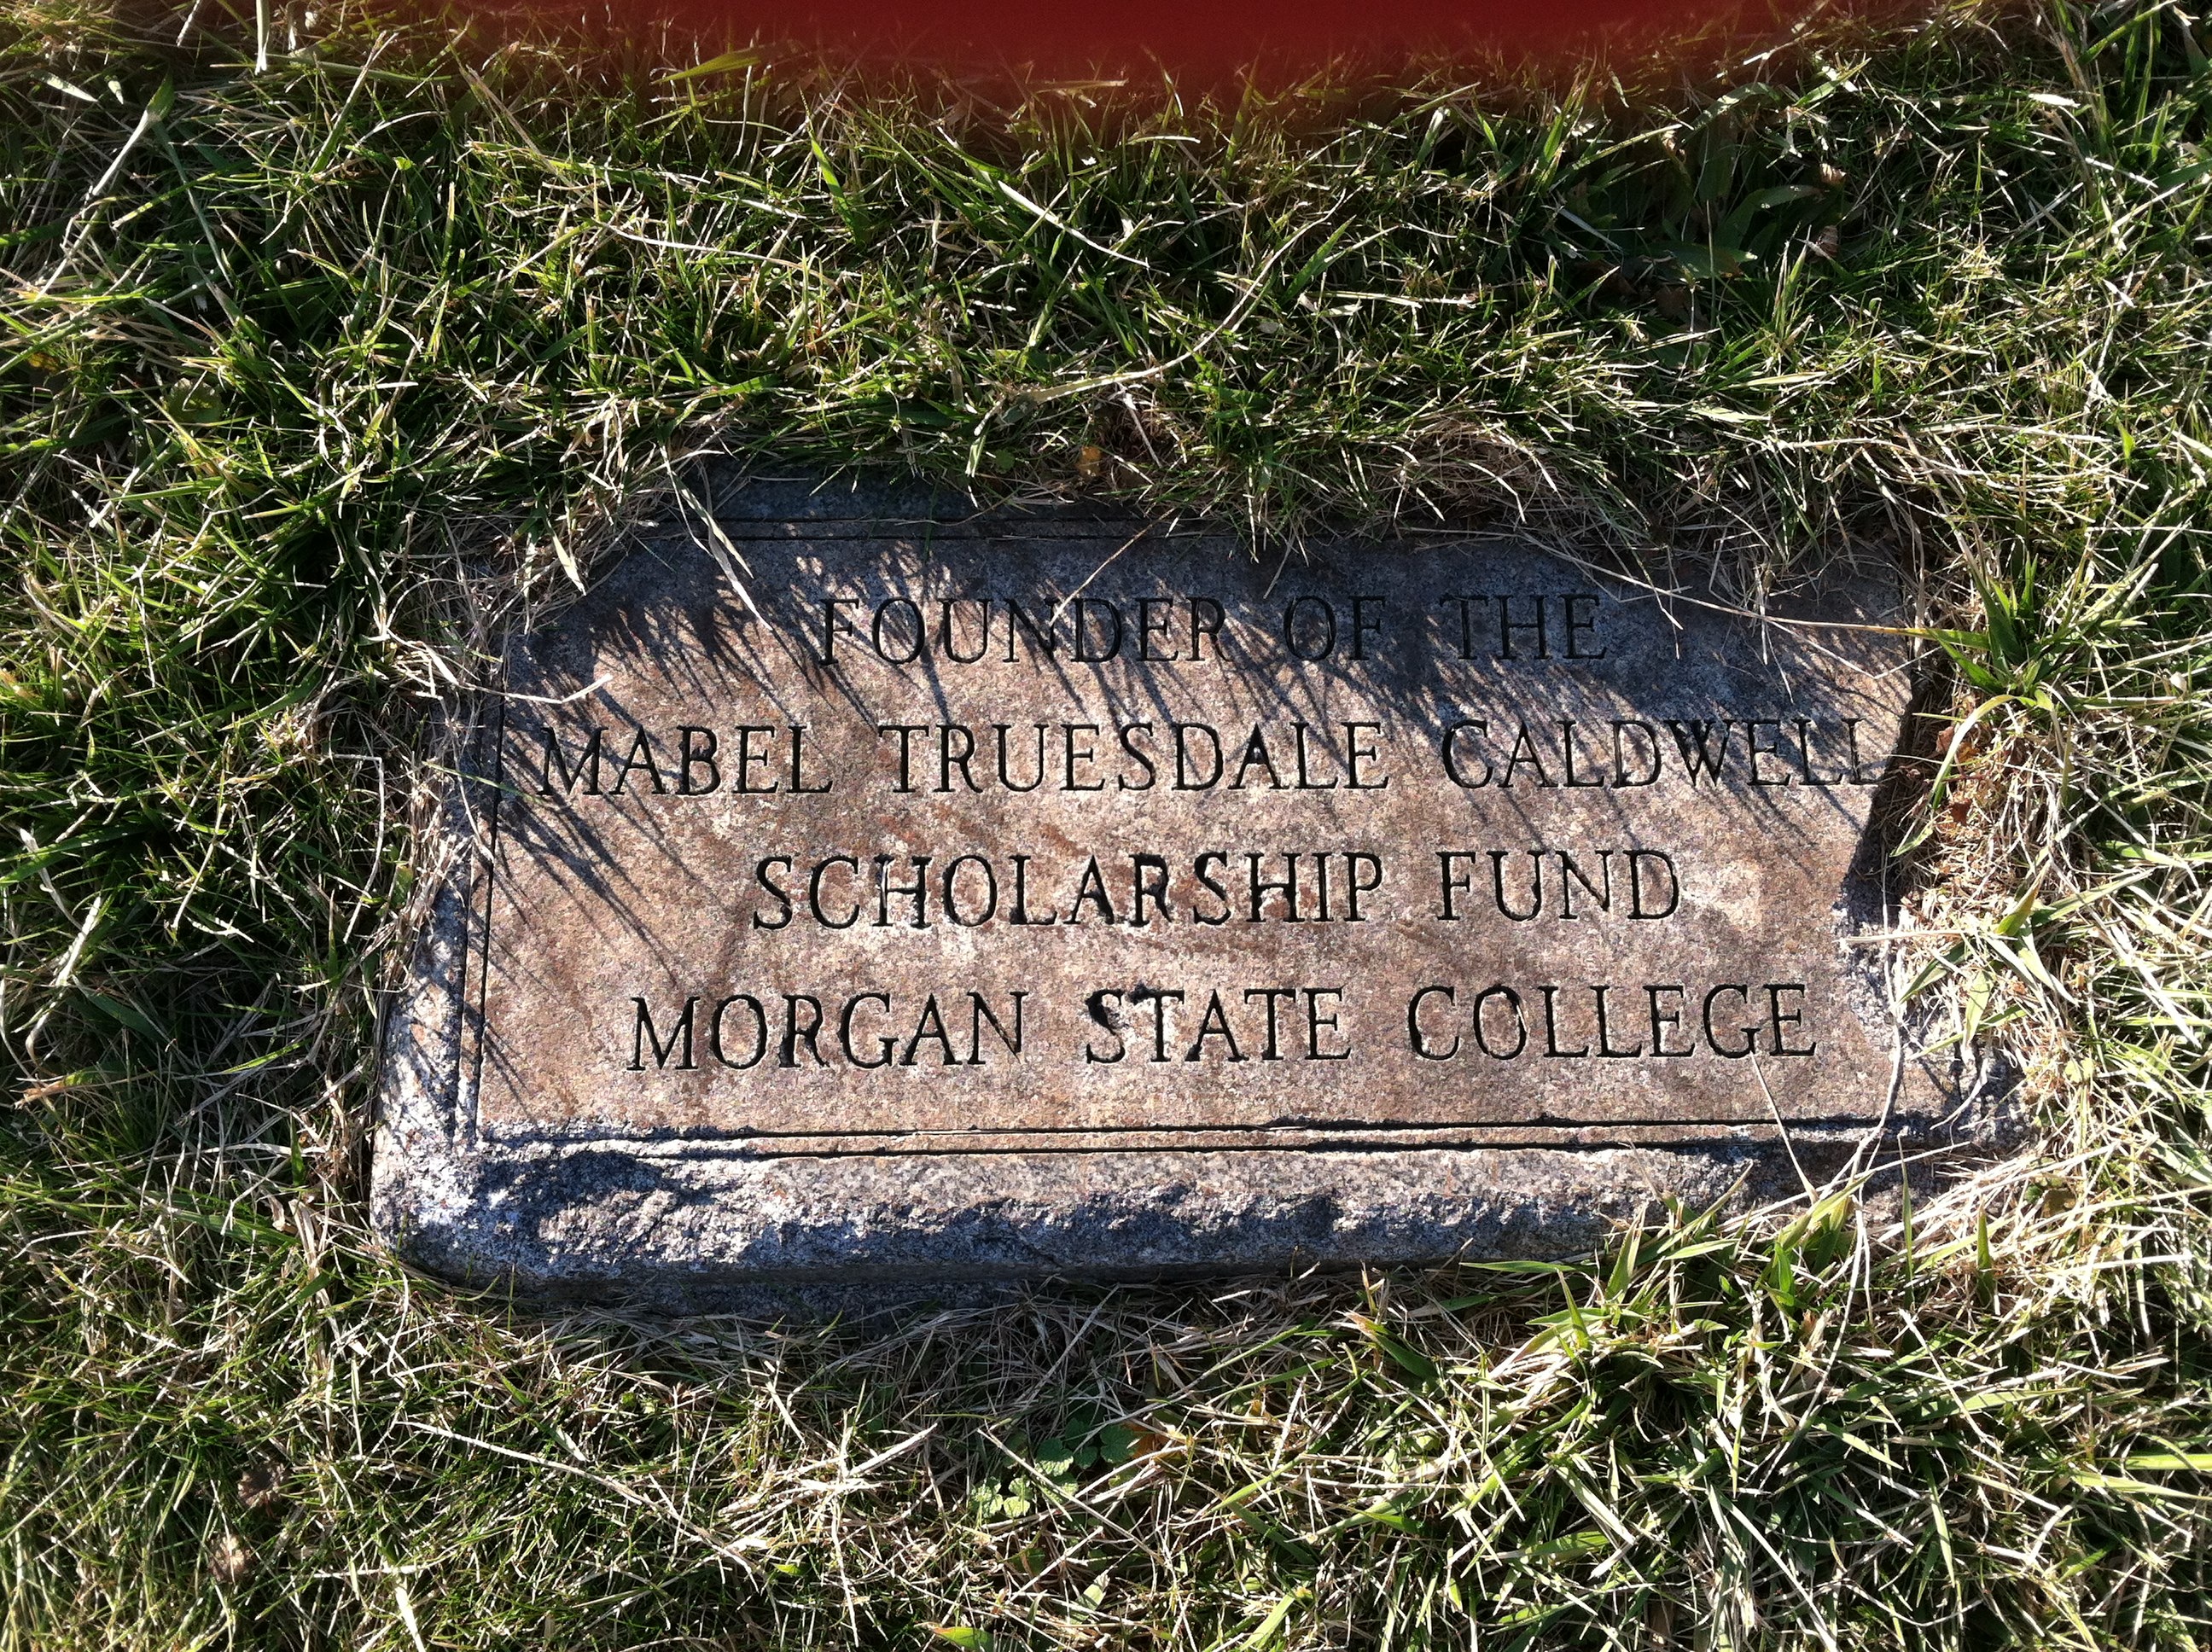 FOUNDER OF THE
MABEL TRUESDALE CALDWELL
SCHOLARSHIP FUND
MORGAN STATE COLLEGE